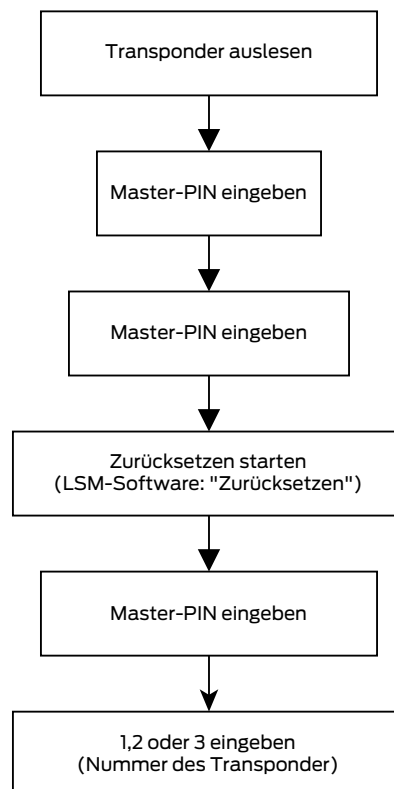 Transponder auslesen
Master-PIN eingeben
Master-PIN eingeben
Zurücksetzen starten
(LSM-Software: "Zurücksetzen")
Master-PIN eingeben
1,2 oder 3 eingeben
(Nummer des Transponder)